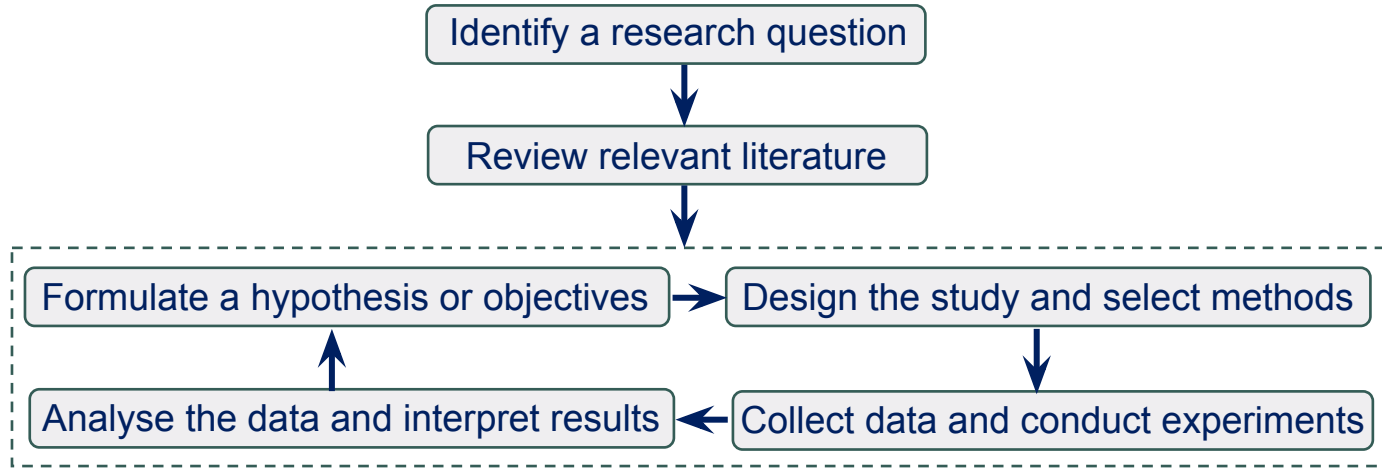 Identify a research question
Review relevant literature
Formulate a hypothesis or objectives
Design the study and select methods
Analyse the data and interpret results
Collect data and conduct experiments